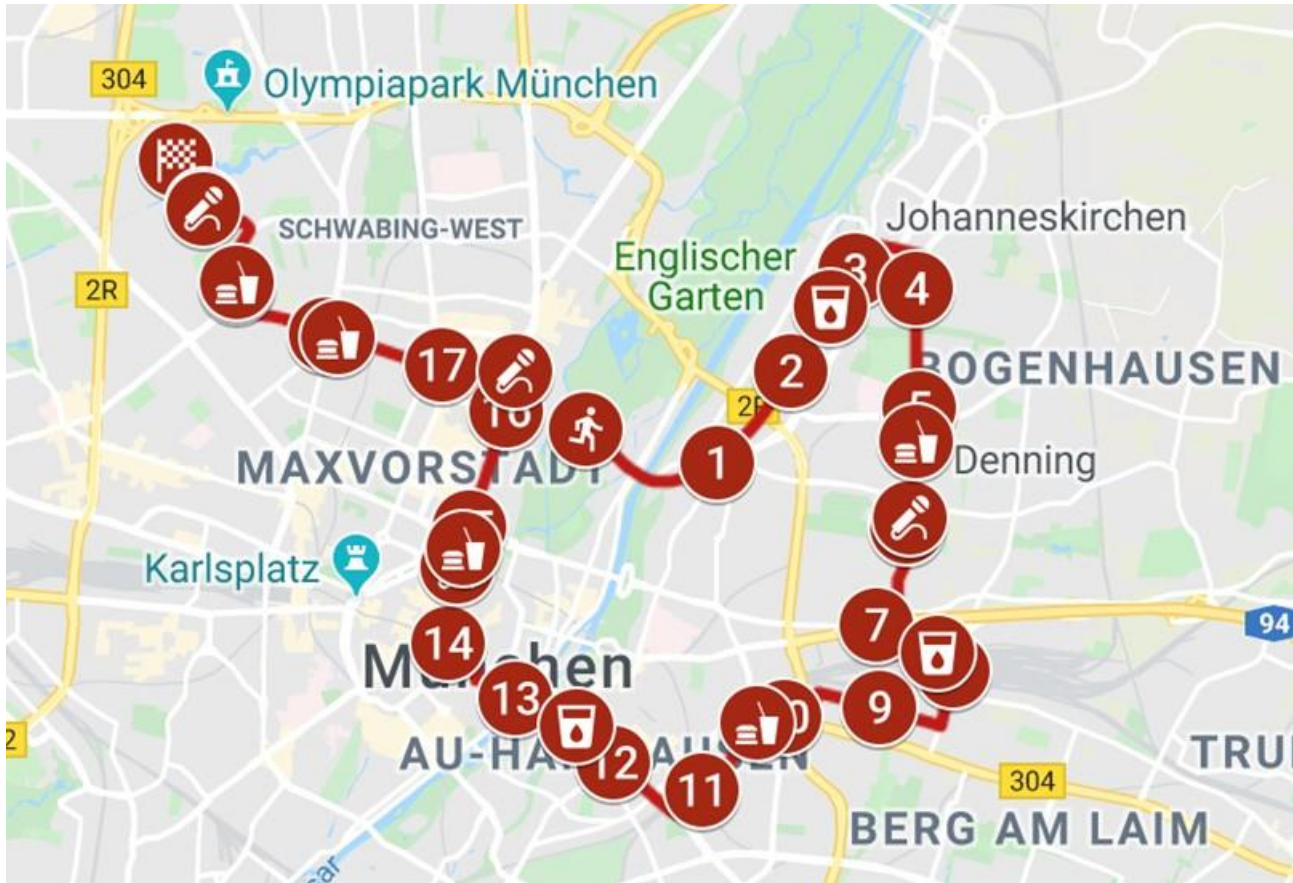 304
Olympiapark München
SCHWABING-WEST
Johanneskirchen
Englischer
Garten
2R
3
4
2
BOGENHAUSEN
17
5
16
1
Denning
MAXVORSTADT
Karlsplatz
7
94
14
München
13
9
2
AU-HAIDHAUSEN
12
11
304
TRU
BERG AM LAIM